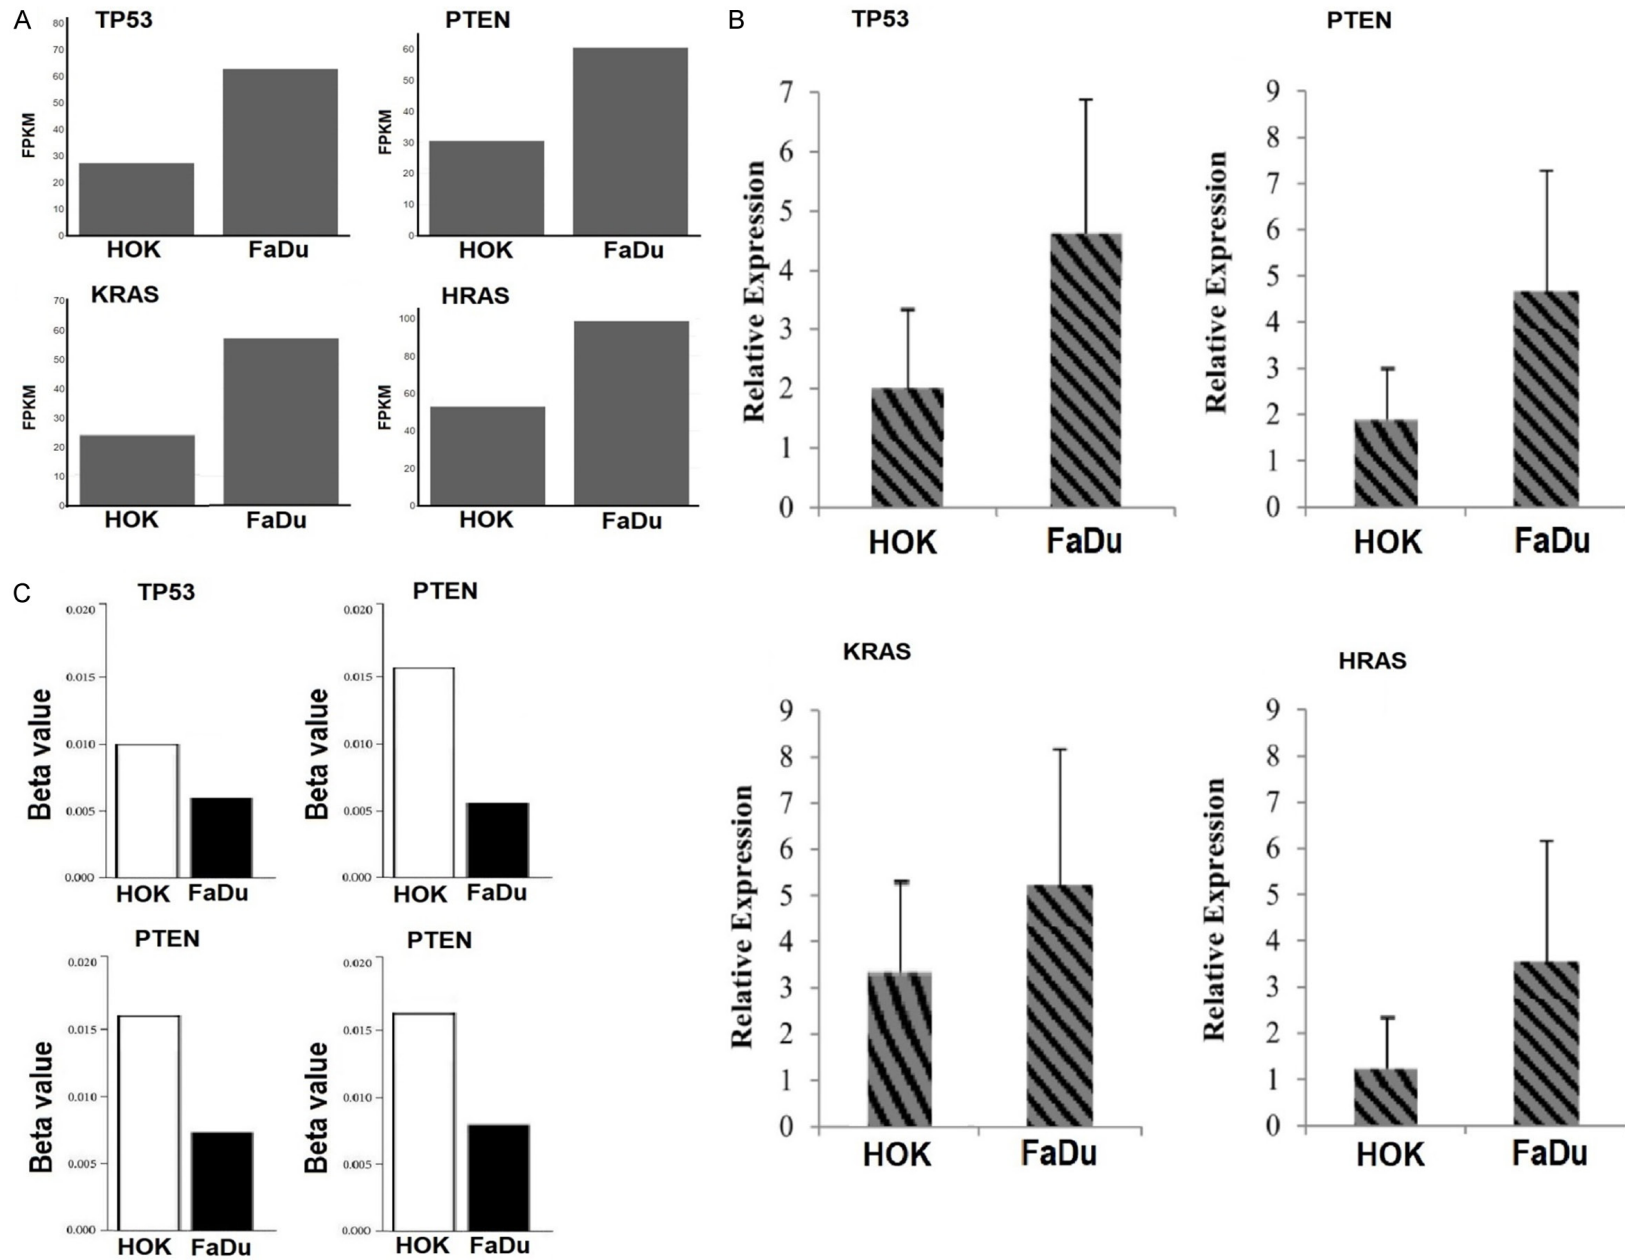 A
TP53
80
70
60
50
40
30
20
10
0
FPKM
HOK FaDu
PTEN
60
50
40
30
20
10
0
FPKM
HOK FaDu
KRAS
70
60
50
40
30
20
10
0
FPKM
HOK FaDu
HRAS
100
80
60
40
20
0
FPKM
HOK FaDu
B
TP53
7
6
5
4
3
2
1
0
Relative Expression
HOK FaDu
PTEN
9
8
7
6
5
4
3
2
1
0
Relative Expression
HOK FaDu
KRAS
9
8
7
6
5
4
3
2
1
0
Relative Expression
HOK FaDu
HRAS
9
8
7
6
5
4
3
2
1
0
Relative Expression
HOK FaDu
C
TP53
0.020
0.015
0.010
0.005
0.000
Beta value
HOK FaDu
PTEN
0.020
0.015
0.010
0.005
0.000
Beta value
HOK FaDu
PTEN
0.020
0.015
0.010
0.005
0.000
Beta value
HOK FaDu
PTEN
0.020
0.015
0.010
0.005
0.000
Beta value
HOK FaDu